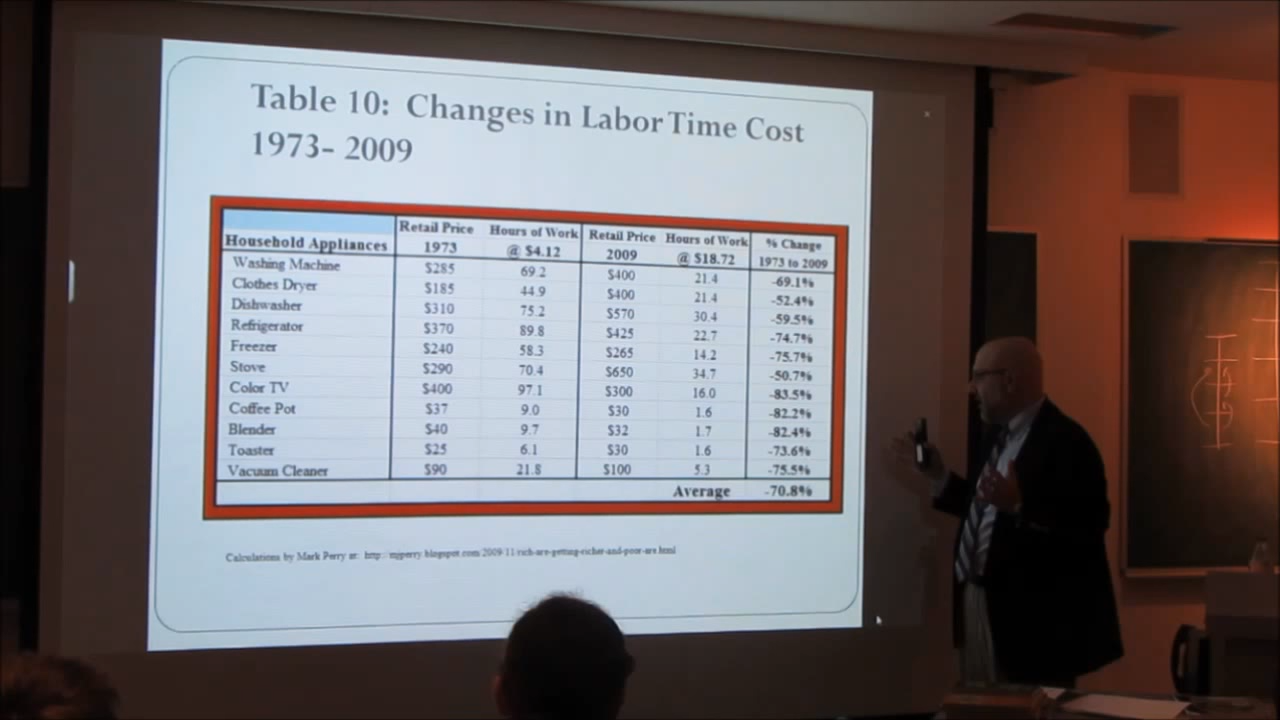 Table 10: Changes in Labor Time Cost
1973- 2009
Household Appliances Retail Price 1973 Hours of Work @ $4.12 Retail Price 2009 Hours of Work @ $18.72 % Change 1973 to 2009
Washing Machine $285 69.2 $400 21.4 -69.1%
Clothes Dryer $185 44.9 $400 21.4 -52.4%
Dishwasher $310 75.2 $570 30.4 -59.5%
Refrigerator $370 89.8 $425 22.7 -74.7%
Freezer $240 58.3 $265 14.2 -75.7%
Stove $290 70.4 $650 34.7 -50.7%
Color TV $400 97.1 $300 16.0 -83.5%
Coffee Pot $37 9.0 $30 1.6 -82.2%
Blender $40 9.7 $32 1.7 -82.4%
Toaster $25 6.1 $30 1.6 -73.6%
Vacuum Cleaner $90 21.8 $100 5.3 -75.5%
Average -70.8%
Calculations by Mark Perry at: http://mjperry.blogspot.com/2009/11/rich-are-getting-richer-and-poor-are.html